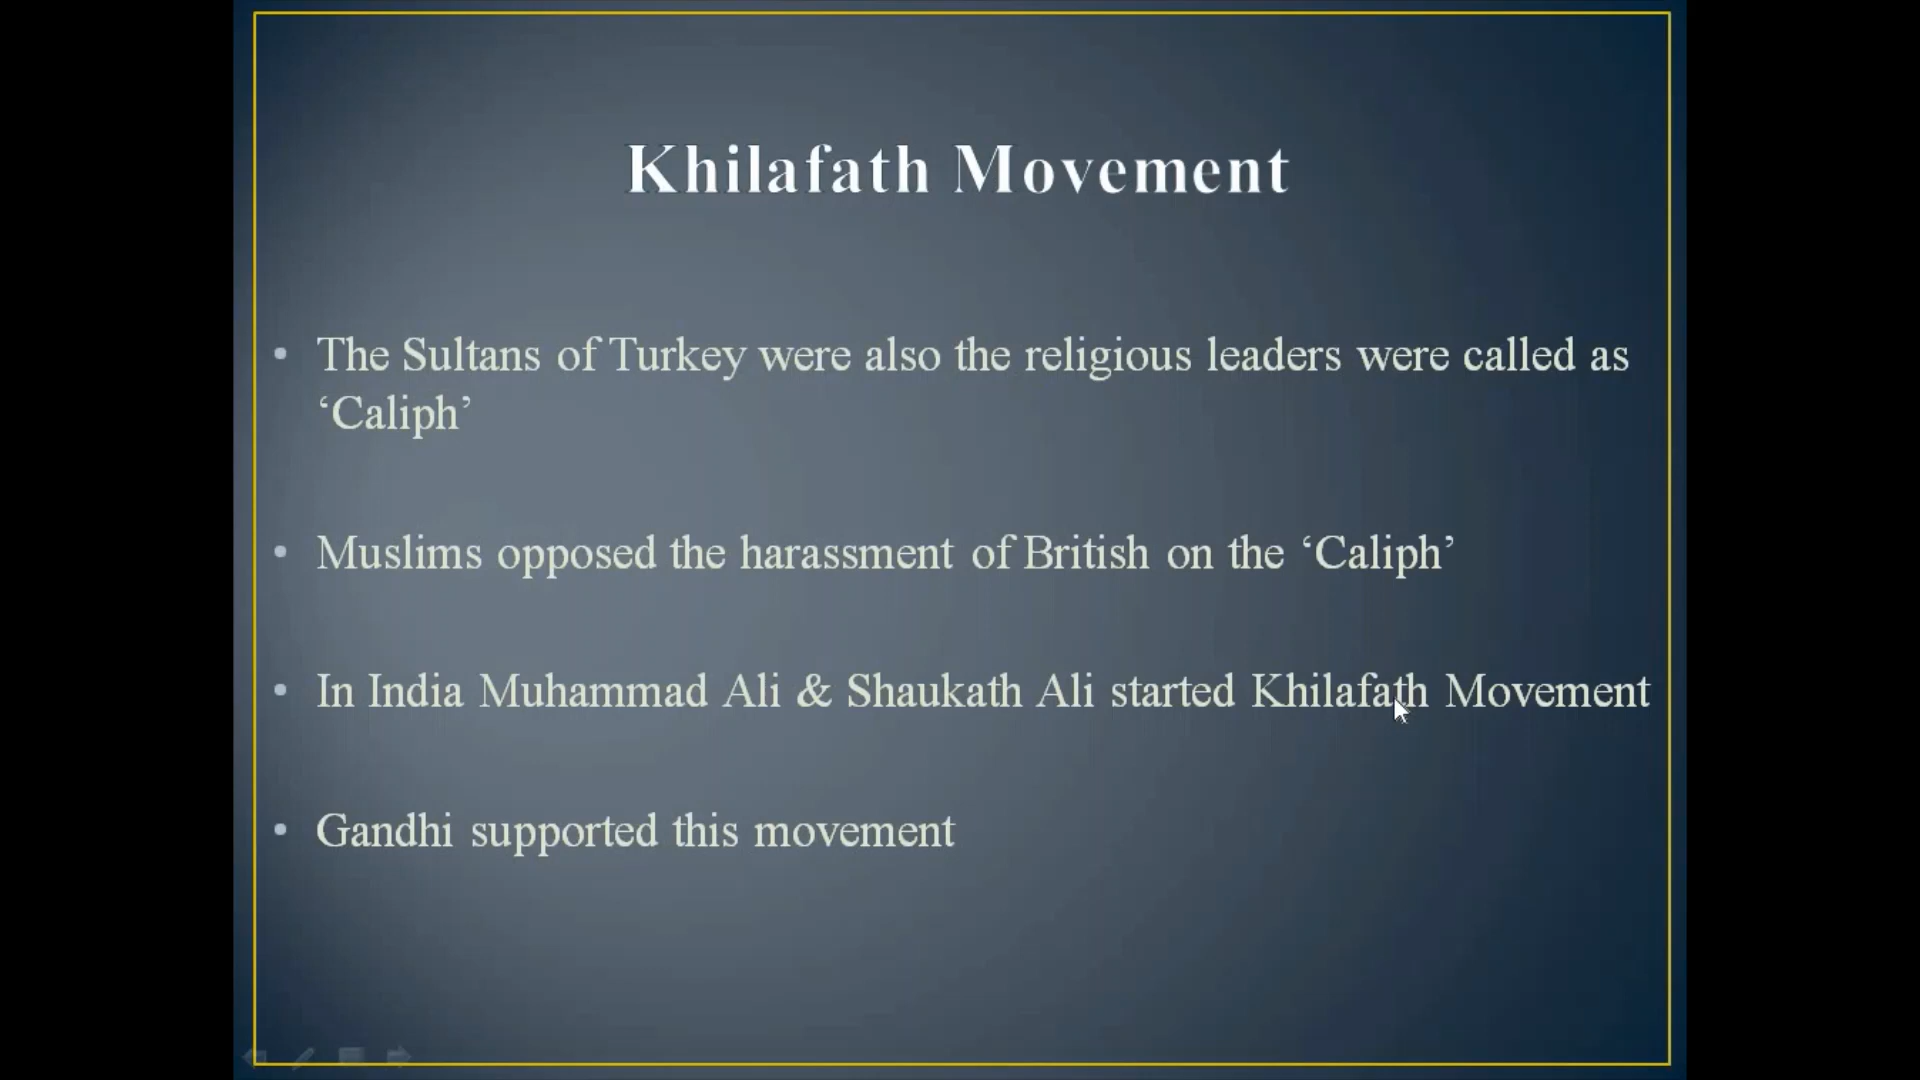 Khilafath Movement
• The Sultans of Turkey were also the religious leaders were called as
‘Caliph’
• Muslims opposed the harassment of British on the ‘Caliph’
• In India Muhammad Ali & Shaukath Ali started Khilafath Movement
• Gandhi supported this movement